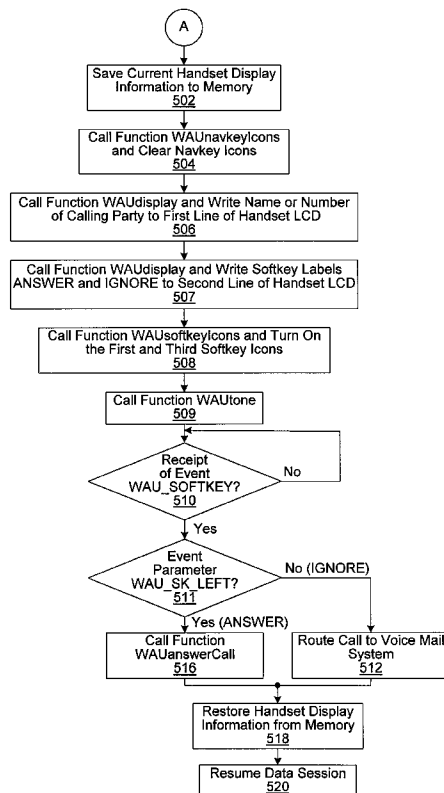 A
Save Current Handset Display
Information to Memory
502
Call Function WAUnavkeyIcons
and Clear Navkey Icons
504
Call Function WAUdisplay and Write Name or Number
of Calling Party to First Line of Handset LCD
506
Call Function WAUdisplay and Write Softkey Labels
ANSWER and IGNORE to Second Line of Handset LCD
507
Call Function WAUsoftkeyIcons and Turn On
the First and Third Softkey Icons
508
Call Function WAUtone
509
Receipt
of Event
WAU_SOFTKEY?
510
No
Yes
Event
Parameter
WAU_SK_LEFT?
511
No (IGNORE)
Yes (ANSWER)
Call Function
WAUanswerCall
516
Route Call to Voice Mail
System
512
Restore Handset Display
Information from Memory
518
Resume Data Session
520